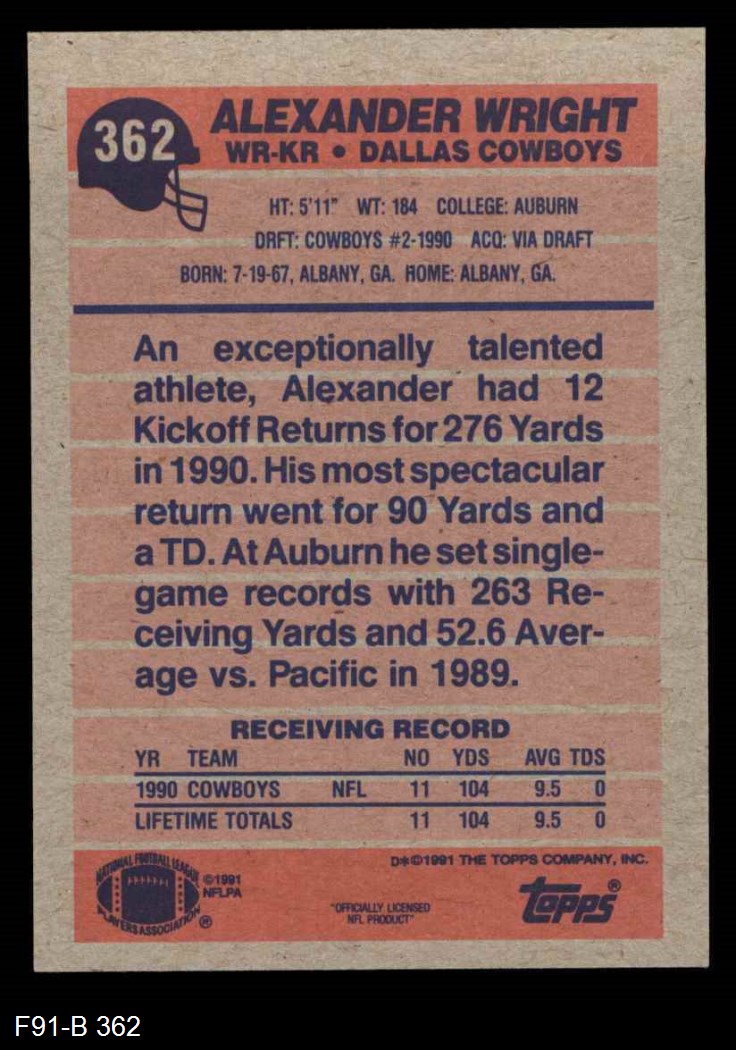 362
ALEXANDER WRIGHT
WR-KR • DALLAS COWBOYS
HT: 5'11" WT: 184 COLLEGE: AUBURN
DRFT: COWBOYS #2-1990 ACQ: VIA DRAFT
BORN: 7-19-67, ALBANY, GA. HOME: ALBANY, GA.
An exceptionally talented
athlete, Alexander had 12
Kickoff Returns for 276 Yards
in 1990. His most spectacular
return went for 90 Yards and
a TD. At Auburn he set single-
game records with 263 Re-
ceiving Yards and 52.6 Aver-
age vs. Pacific in 1989.
RECEIVING RECORD
YR TEAM NO YDS AVG TDS
1990 COWBOYS NFL 11 104 9.5 0
LIFETIME TOTALS 11 104 9.5 0
D*©1991 THE TOPPS COMPANY, INC.
NATIONAL FOOTBALL LEAGUE
PLAYERS ASSOCIATION ®
©1991
NFLPA
"OFFICIALLY LICENSED
NFL PRODUCT"
topps®
F91-B 362